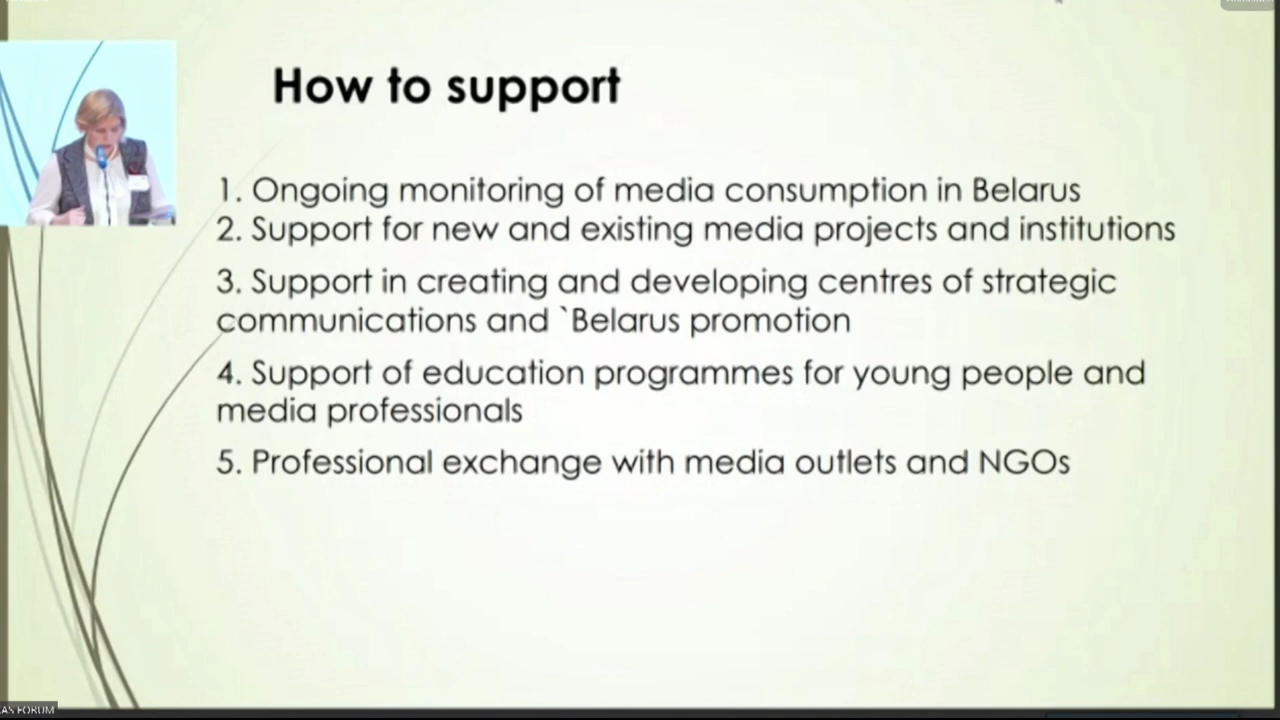 How to support
1. Ongoing monitoring of media consumption in Belarus
2. Support for new and existing media projects and institutions
3. Support in creating and developing centres of strategic
communications and `Belarus promotion
4. Support of education programmes for young people and
media professionals
5. Professional exchange with media outlets and NGOs
FORUM